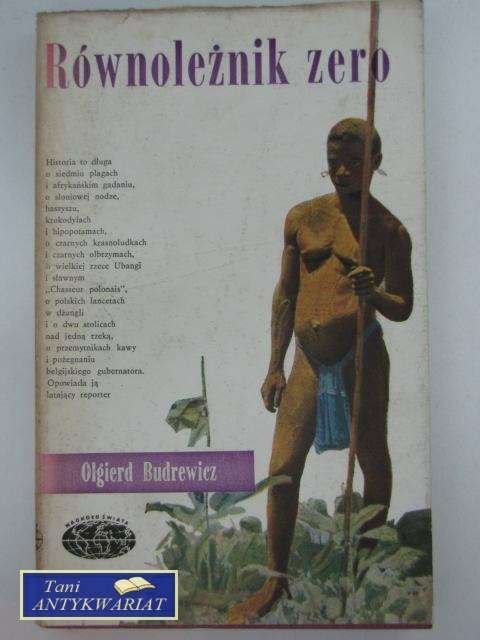 Równoleżnik zero
Historia to długa
o siedmiu plagach
i afrykańskim gadaniu,
o słoniowej nodze,
haszyszu,
krokodylach
i hipopotamach,
o czarnych krasnoludkach
i czarnych olbrzymach,
o wielkiej rzece Ubangi
i sławnym
„Chasseur polonais",
o polskich lancetach
w dżungli
i o dwu stolicach
nad jedną rzeką,
o przemytnikach kawy
i pożegnaniu
belgijskiego gubernatora.
Opowiada ją
latający reporter
Olgierd Budrewicz
NAOKOŁO ŚWIATA
Tani
ANTYKWARIAT